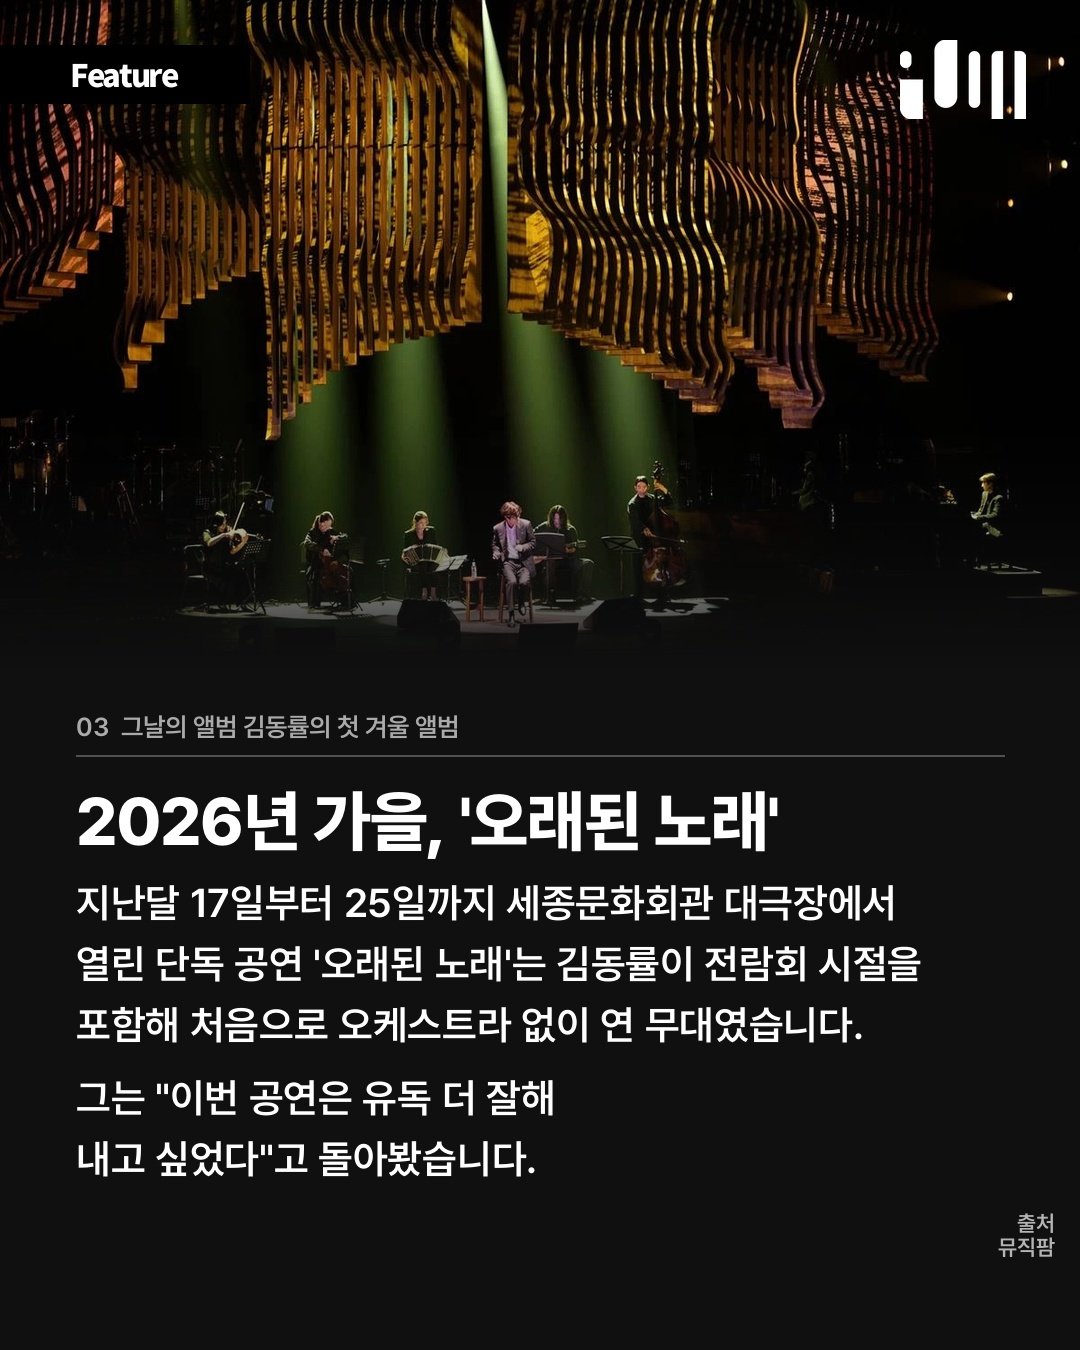 Feature
03 그날의 앨범 김동률의 첫 겨울 앨범
2026년 가을, '오래된 노래'
지난달 17일부터 25일까지 세종문화회관 대극장에서
열린 단독 공연 '오래된 노래'는 김동률이 전람회 시절을
포함해 처음으로 오케스트라 없이 연 무대였습니다.
그는 "이번 공연은 유독 더 잘해
내고 싶었다"고 돌아봤습니다.
출처
뮤직팜